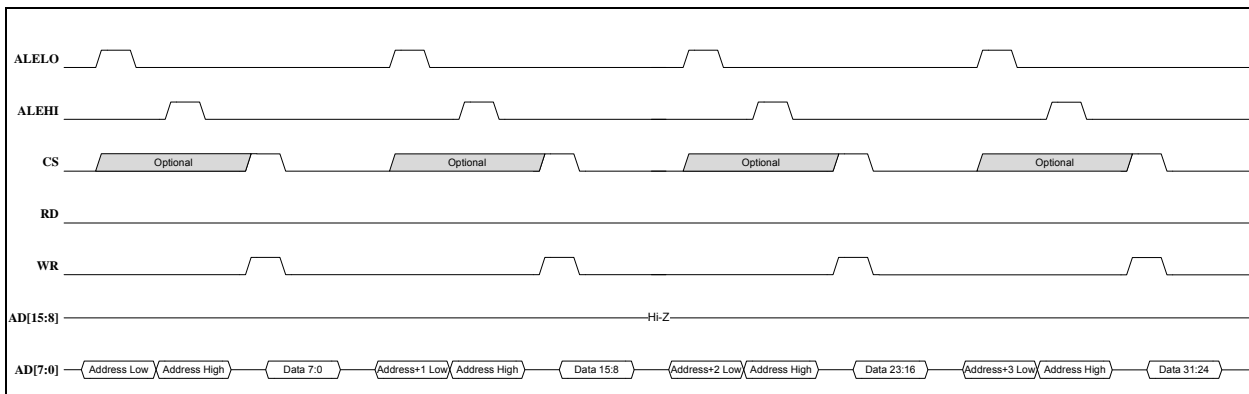 ALELO
ALEHI
CS Optional Optional Optional Optional
RD
WR
AD[15:8] Hi-Z
AD[7:0] Address Low Address High Data 7:0 Address+1 Low Address High Data 15:8 Address+2 Low Address High Data 23:16 Address+3 Low Address High Data 31:24